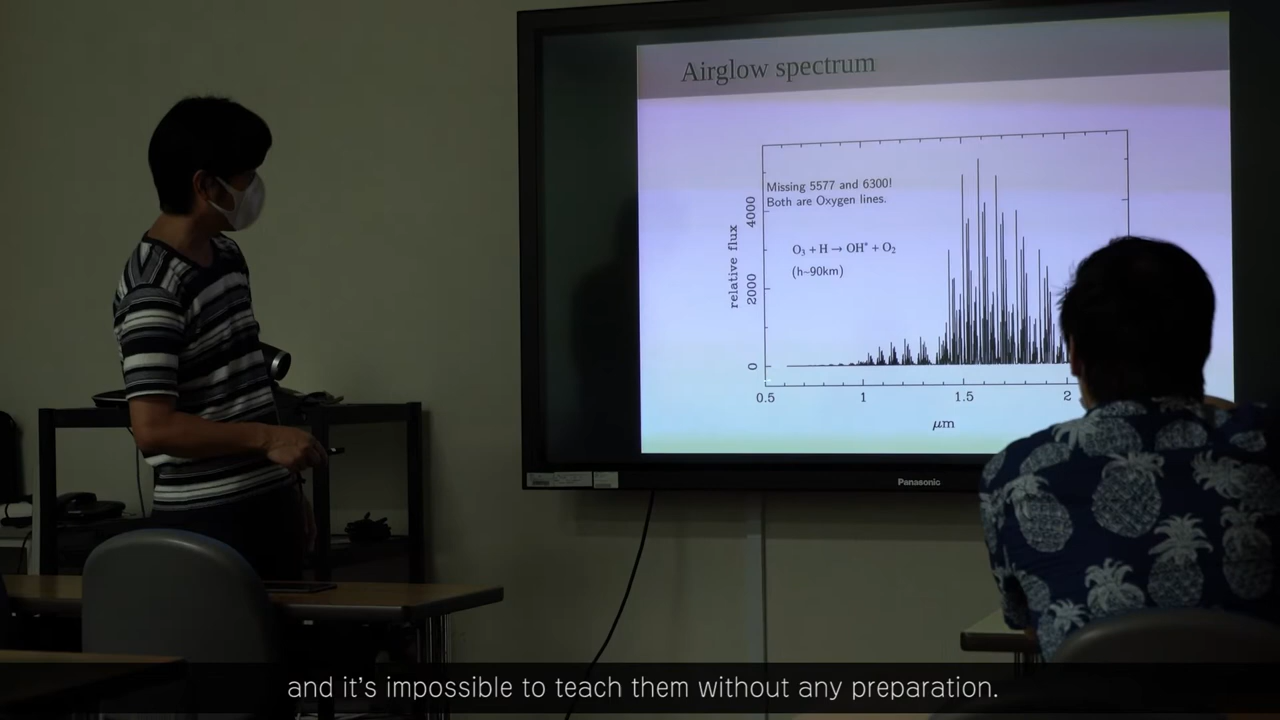 Airglow spectrum
Missing 5577 and 6300!
Both are Oxygen lines.
O₃ + H → OH* + O₂
(h~90km)
relative flux
4000
2000
0
0.5 1 1.5 2
μm
Panasonic
and it's impossible to teach them without any preparation.